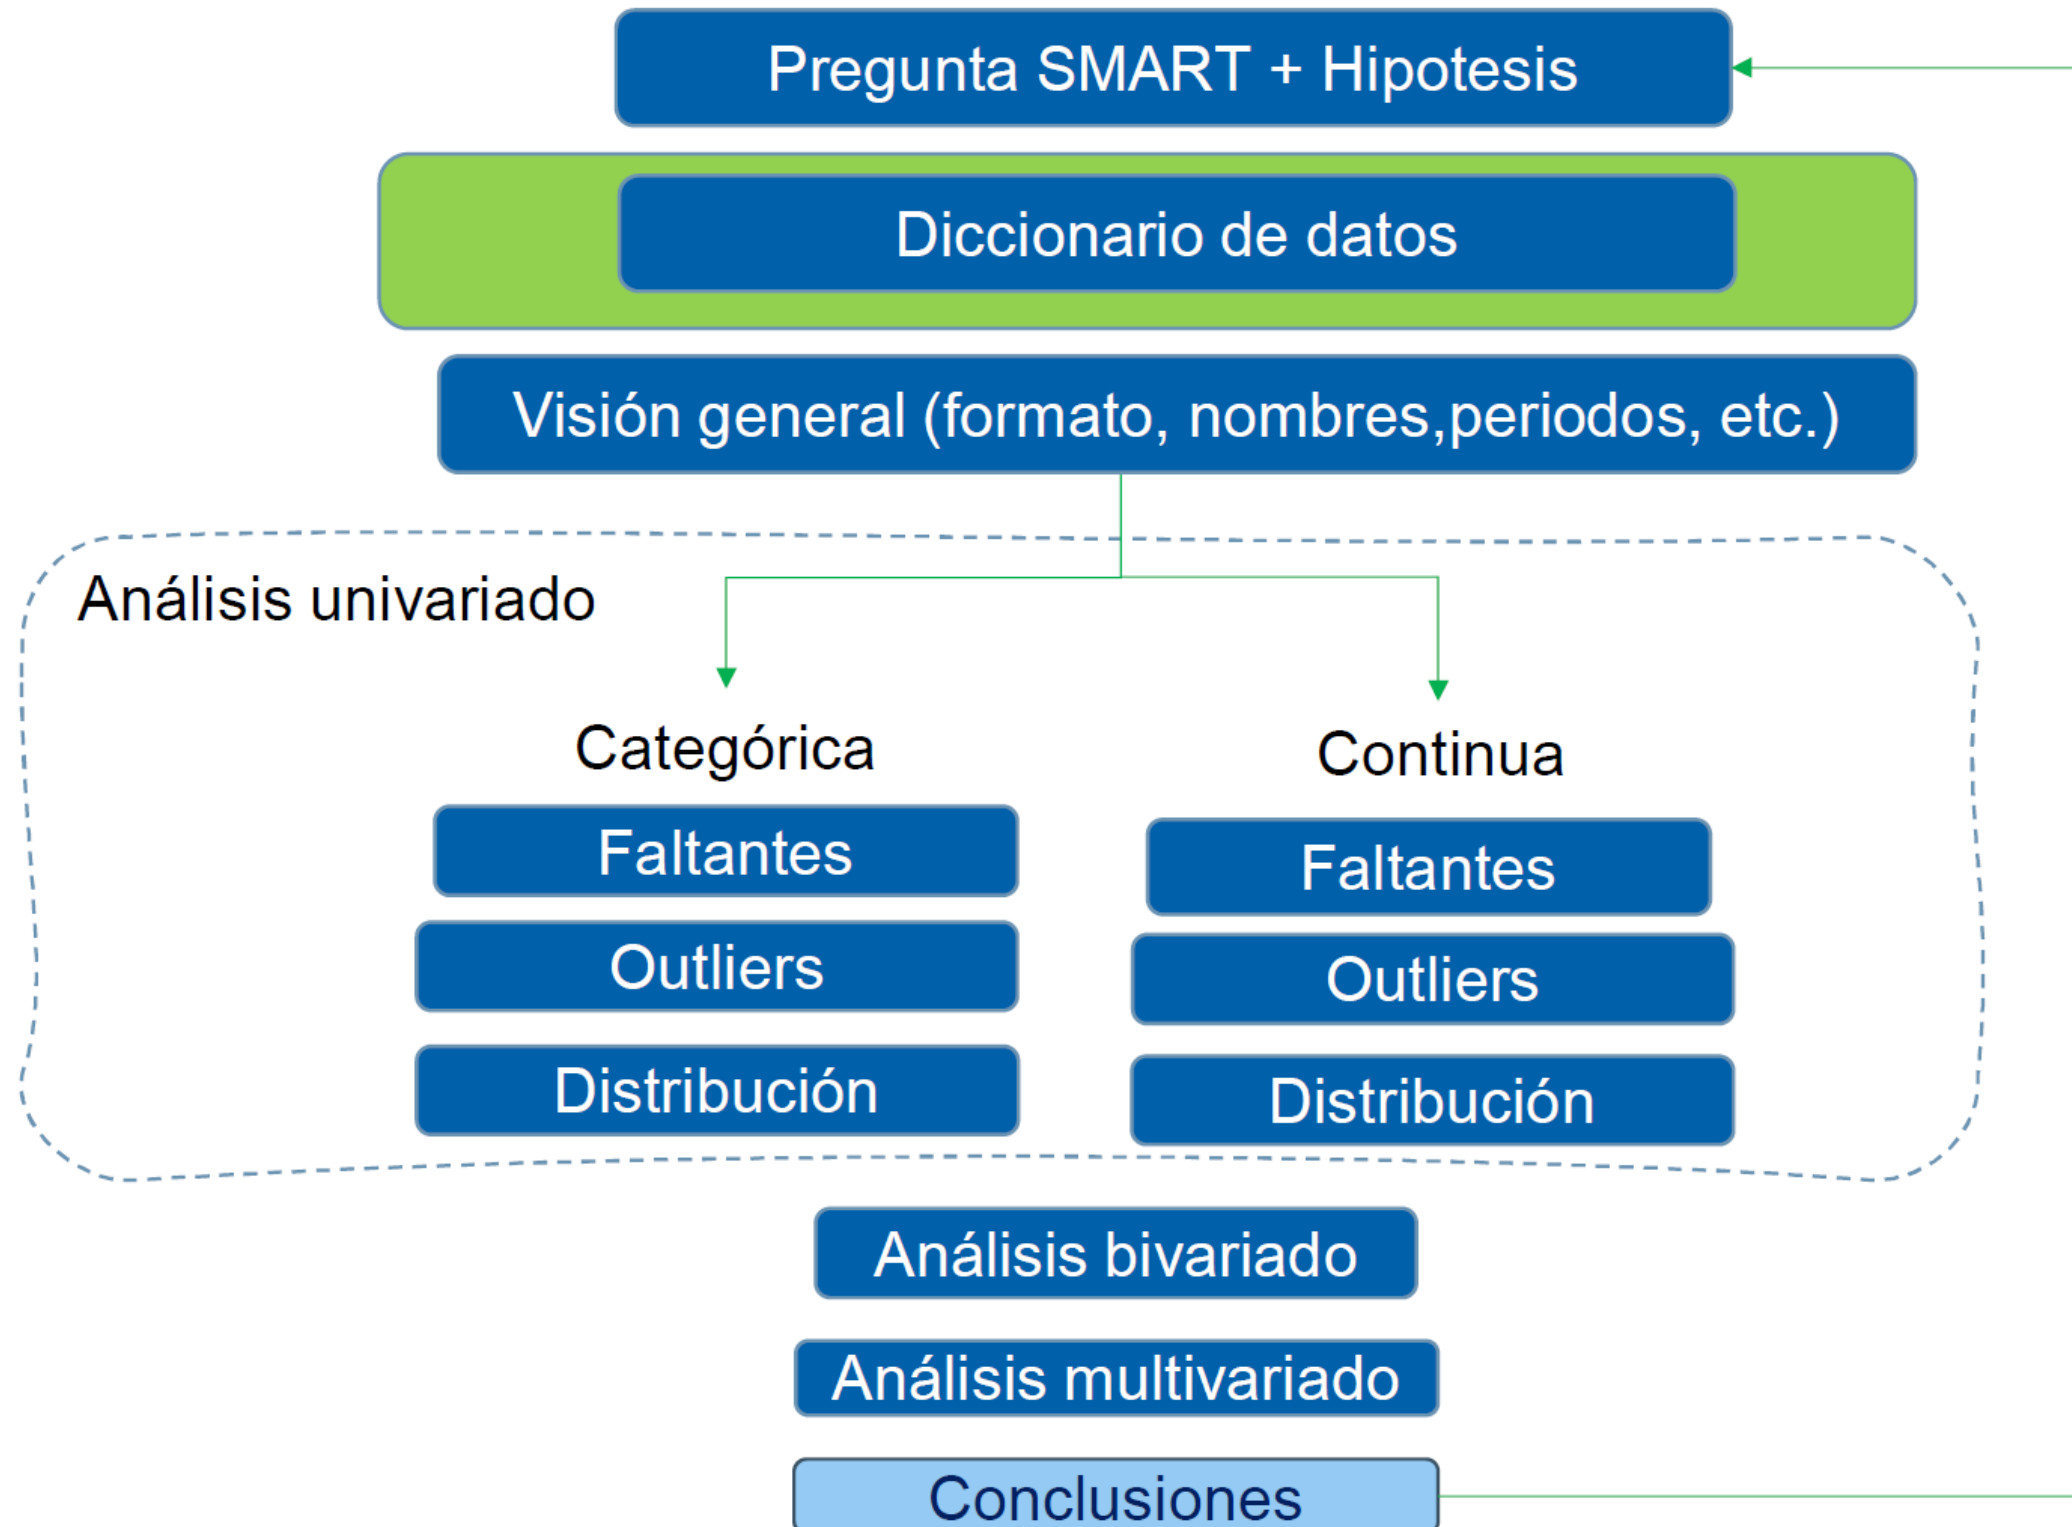 Pregunta SMART + Hipotesis
Diccionario de datos
Visión general (formato, nombres,periodos, etc.)
Análisis univariado
Categórica
Faltantes
Outliers
Distribución
Continua
Faltantes
Outliers
Distribución
Análisis bivariado
Análisis multivariado
Conclusiones